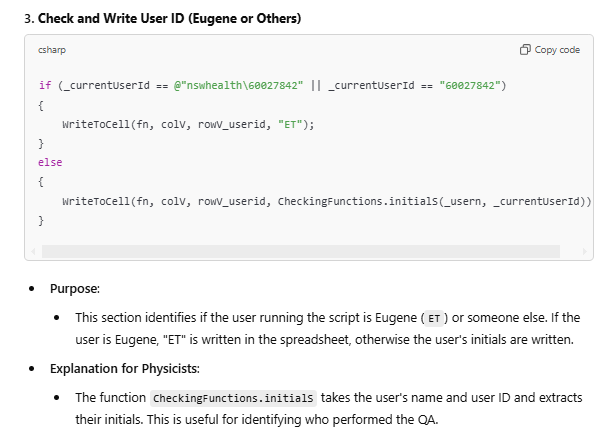 3. Check and Write User ID (Eugene or Others)
csharp
Copy code
if (_currentUserId == @"nswhealth\60027842" || _currentUserId == "60027842")
{
    WriteToCell(fn, colV, rowV_userid, "ET");
}
else
{
    WriteToCell(fn, colV, rowV_userid, CheckingFunctions.initialS(_usern, _currentUserId))
}
• Purpose:
• This section identifies if the user running the script is Eugene ( ET ) or someone else. If the
user is Eugene, "ET" is written in the spreadsheet, otherwise the user's initials are written.
• Explanation for Physicists:
• The function CheckingFunctions.initialS takes the user's name and user ID and extracts
their initials. This is useful for identifying who performed the QA.